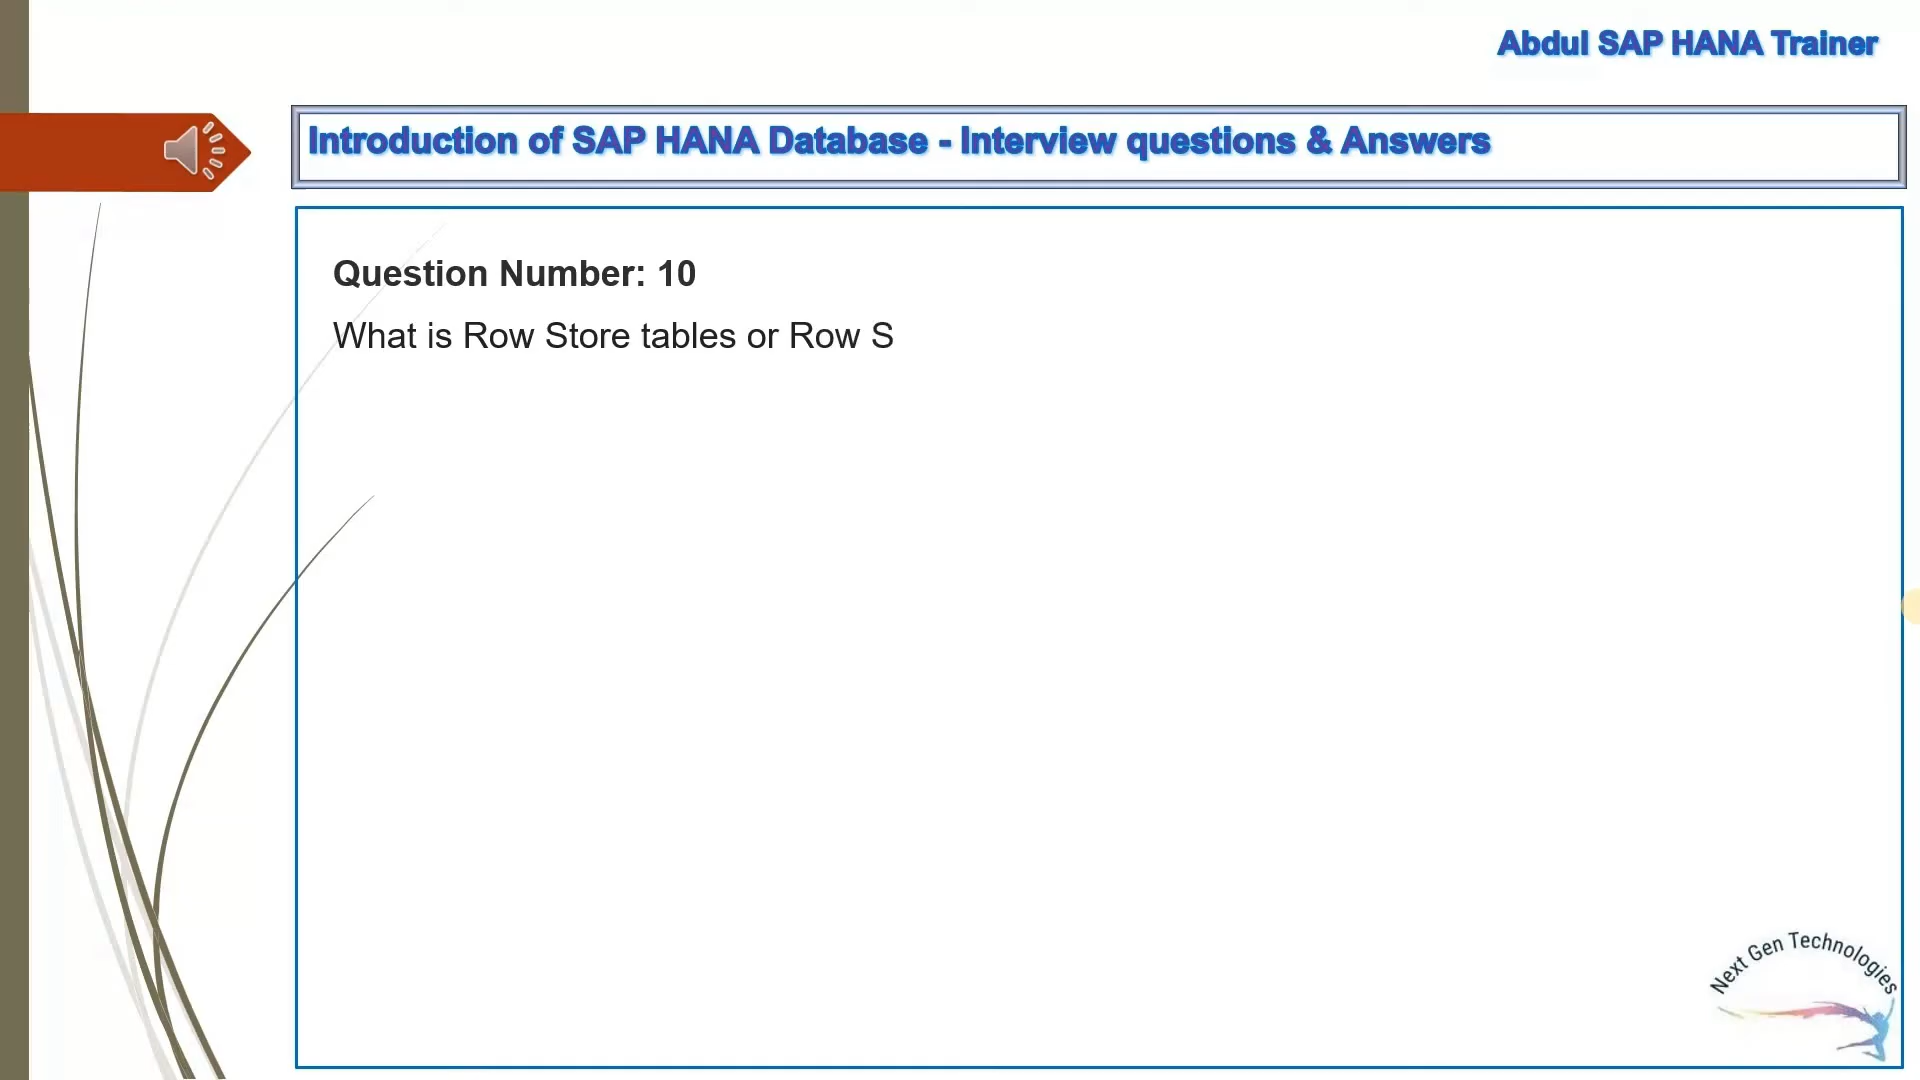 Abdul SAP HANA Trainer
Introduction of SAP HANA Database - Interview questions & Answers
Question Number: 10
What is Row Store tables or Row S
Next Gen Technologies